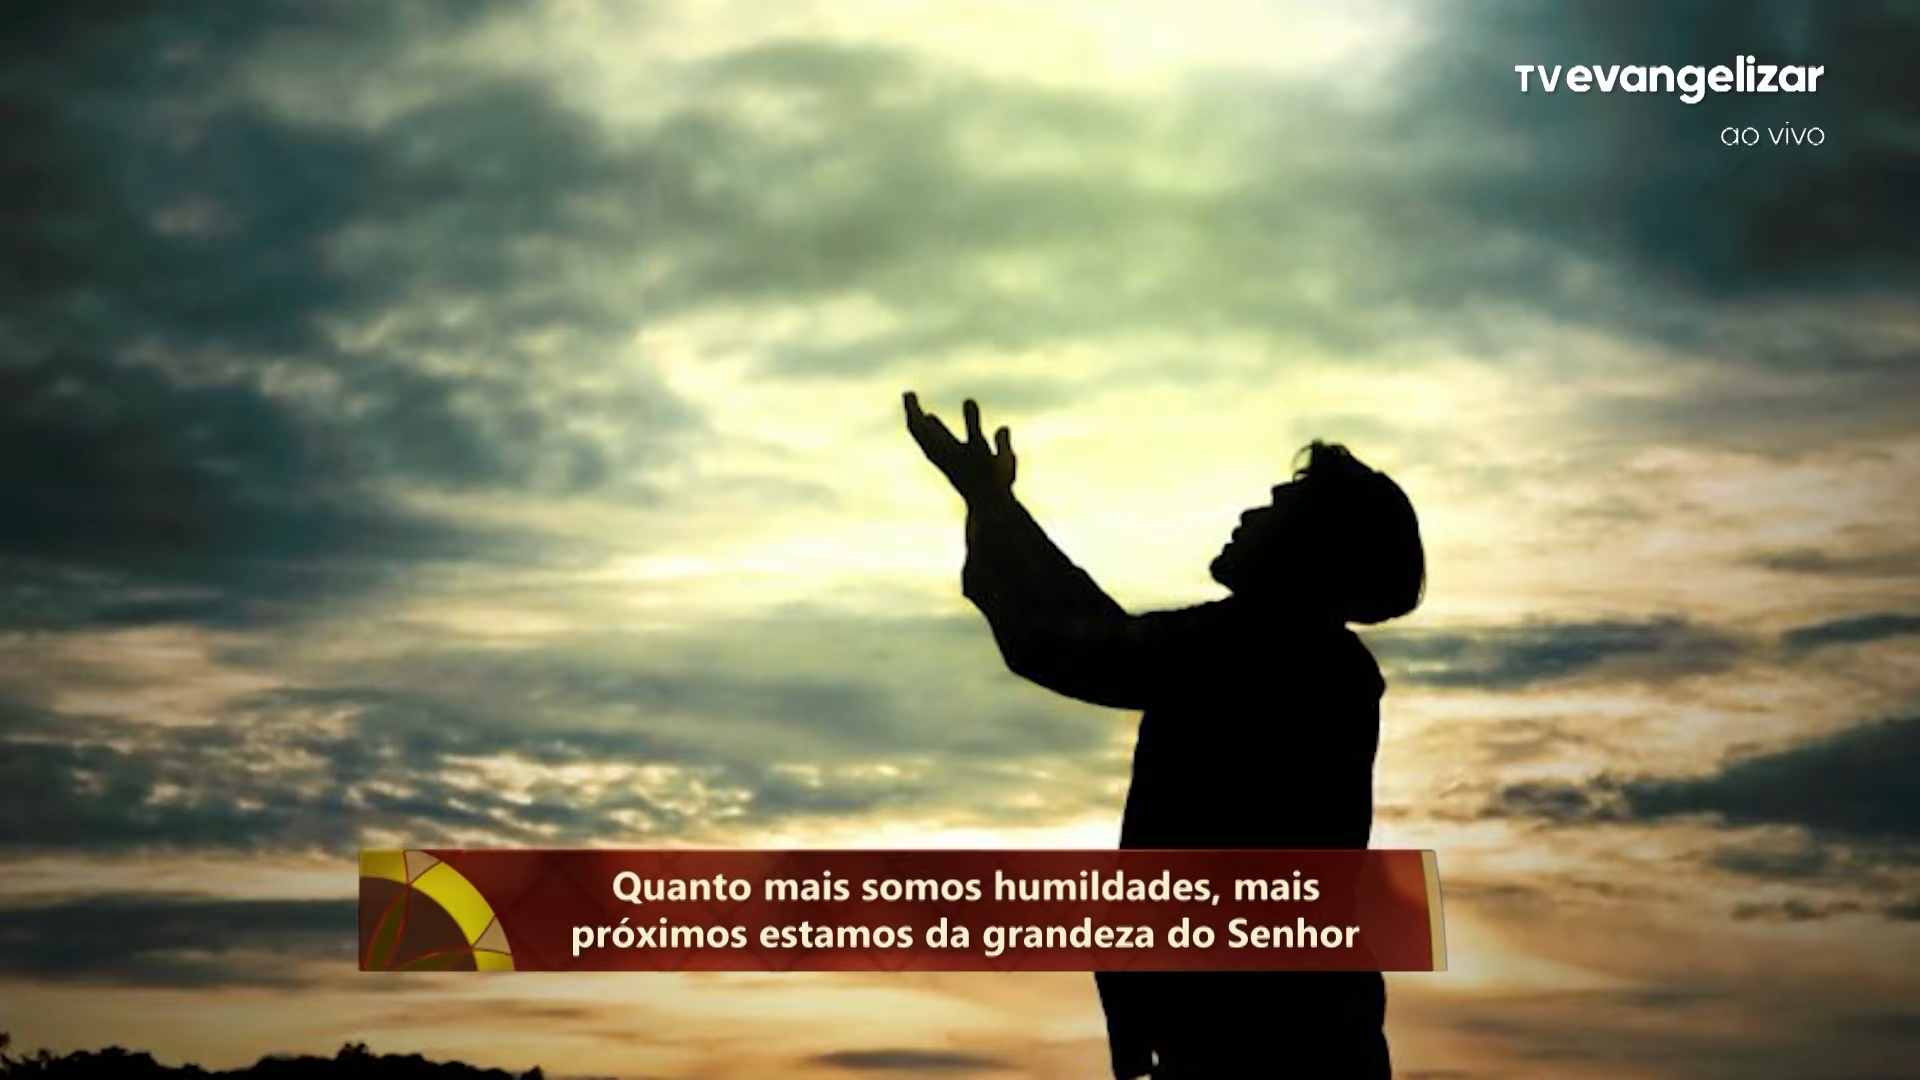 TVevangelizar
ao vivo
Quanto mais somos humildades, mais
próximos estamos da grandeza do Senhor